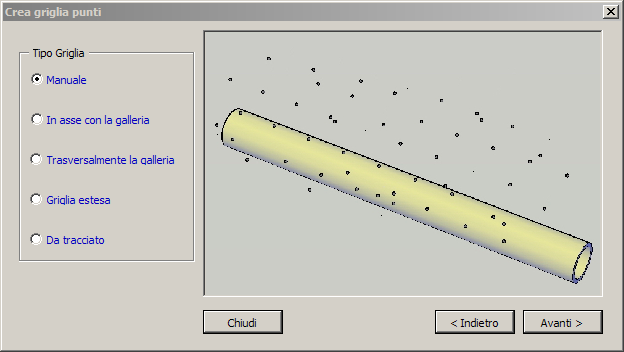 Crea griglia punti
Tipo Griglia
Manuale
In asse con la galleria
Trasversalmente la galleria
Griglia estesa
Da tracciato
Chiudi
< Indietro
Avanti >